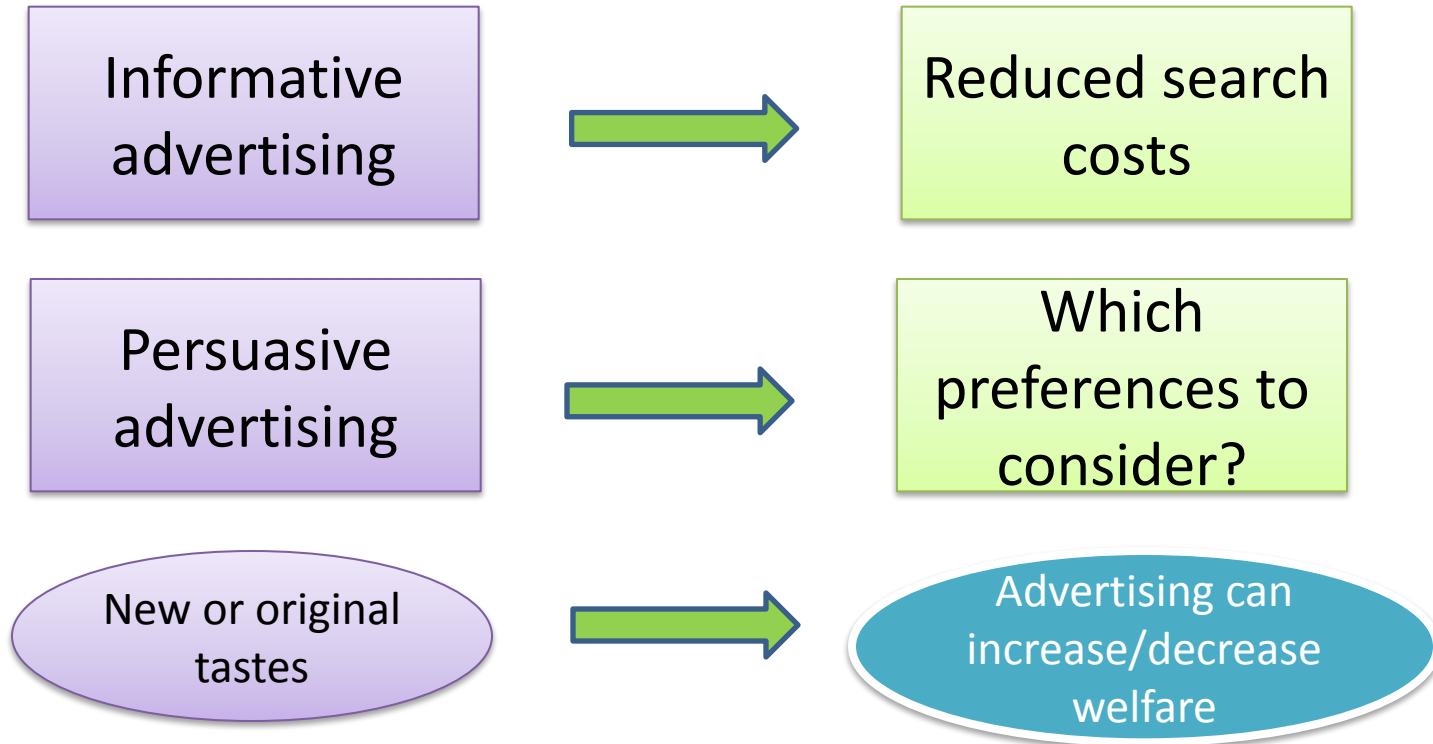 Informative
advertising
Reduced search
costs
Persuasive
advertising
Which
preferences to
consider?
New or original
tastes
Advertising can
increase/decrease
welfare